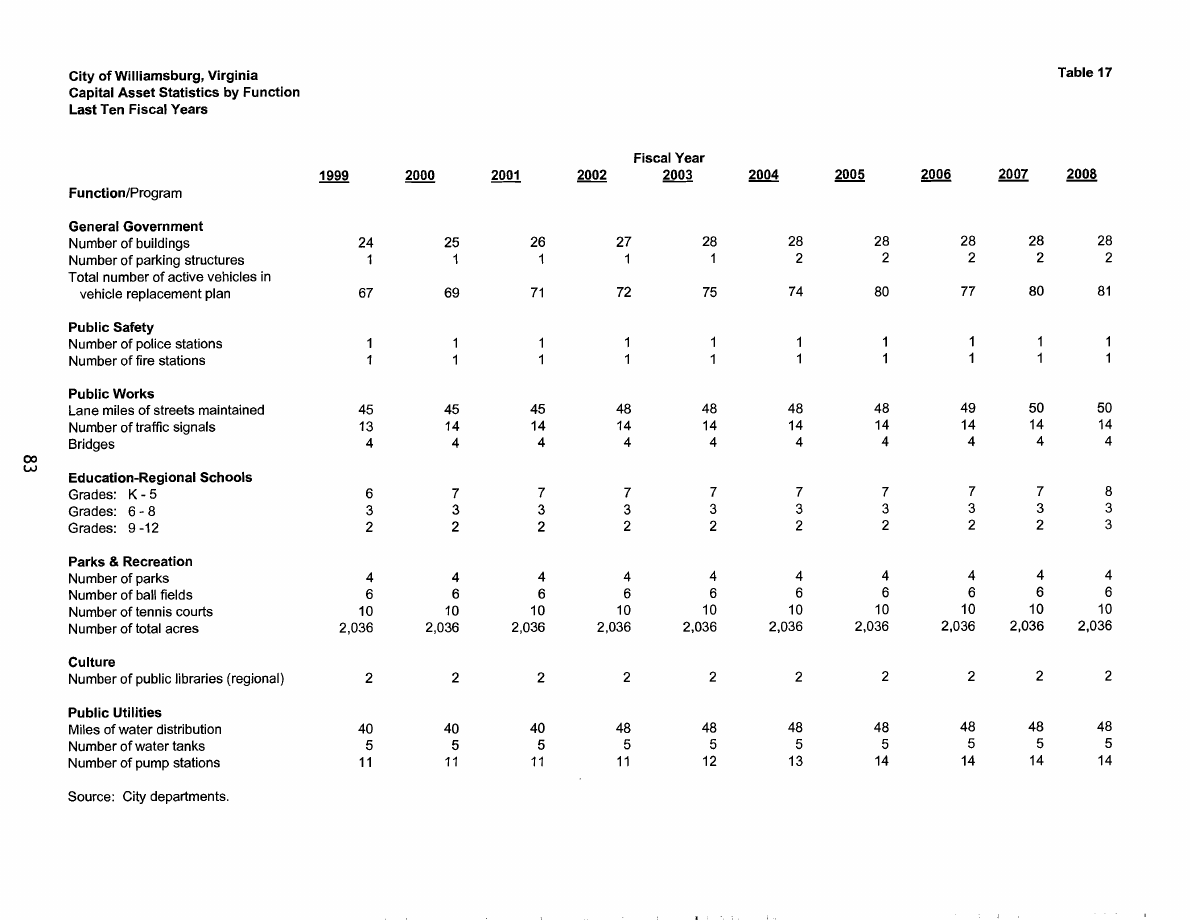 City of Williamsburg, Virginia Table 17
Capital Asset Statistics by Function
Last Ten Fiscal Years
Fiscal Year
1999 2000 2001 2002 2003 2004 2005 2006 2007 2008
Function/Program
General Government
Number of buildings 24 25 26 27 28 28 28 28 28 28
Number of parking structures 1 1 1 1 1 2 2 2 2 2
Total number of active vehicles in
vehicle replacement plan 67 69 71 72 75 74 80 77 80 81
Public Safety
Number of police stations 1 1 1 1 1 1 1 1 1 1
Number of fire stations 1 1 1 1 1 1 1 1 1 1
Public Works
Lane miles of streets maintained 45 45 45 48 48 48 48 49 50 50
Number of traffic signals 13 14 14 14 14 14 14 14 14 14
Bridges 4 4 4 4 4 4 4 4 4 4
83
Education-Regional Schools
Grades: K - 5 6 7 7 7 7 7 7 7 7 8
Grades: 6 - 8 3 3 3 3 3 3 3 3 3 3
Grades: 9 -12 2 2 2 2 2 2 2 2 2 3
Parks & Recreation
Number of parks 4 4 4 4 4 4 4 4 4 4
Number of ball fields 6 6 6 6 6 6 6 6 6 6
Number of tennis courts 10 10 10 10 10 10 10 10 10 10
Number of total acres 2,036 2,036 2,036 2,036 2,036 2,036 2,036 2,036 2,036 2,036
Culture
Number of public libraries (regional) 2 2 2 2 2 2 2 2 2 2
Public Utilities
Miles of water distribution 40 40 40 48 48 48 48 48 48 48
Number of water tanks 5 5 5 5 5 5 5 5 5 5
Number of pump stations 11 11 11 11 12 13 14 14 14 14
Source: City departments.